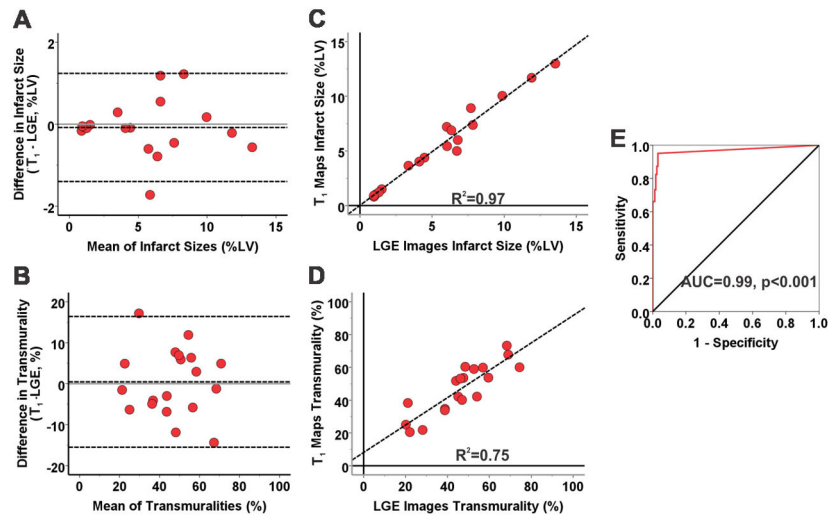 A
Difference in Infarct Size
(T1 - LGE, %LV)
2
0
-2
0
5
10
15
Mean of Infarct Sizes (%LV)
B
Difference in Transmurality
(T1 -LGE, %)
20
10
0
-10
-20
0
20
40
60
80
100
Mean of Transmuralities (%)
C
T1 Maps Infarct Size (%LV)
15
10
5
0
R²=0.97
0
5
10
15
LGE Images Infarct Size (%LV)
D
T1 Maps Transmurality (%)
100
80
60
40
20
0
R²=0.75
0
20
40
60
80
100
LGE Images Transmurality (%)
E
Sensitivity
1.0
0.8
0.6
0.4
0.2
0.0
AUC=0.99, p<0.001
0.0
0.2
0.4
0.6
0.8
1.0
1 - Specificity